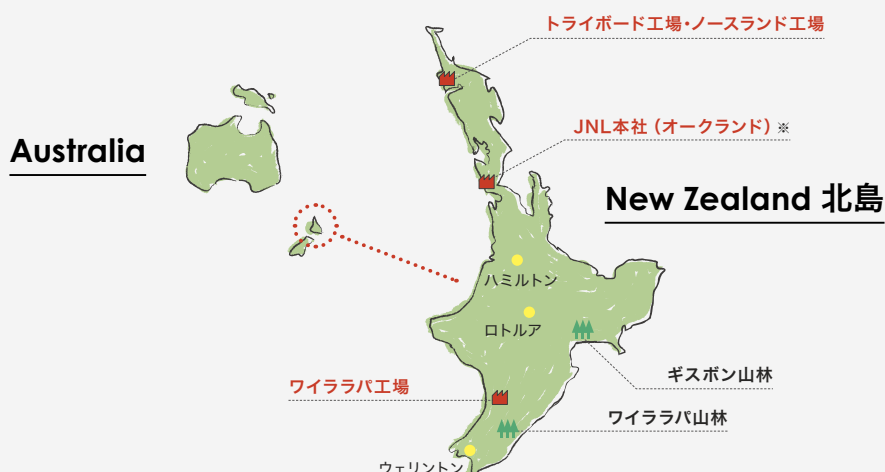 トライボード工場・ノースランド工場
JNL本社（オークランド）※
Australia
New Zealand 北島
ハミルトン
ロトルア
ギスボン山林
ワイララパ工場
ワイララパ山林
ウェリントン